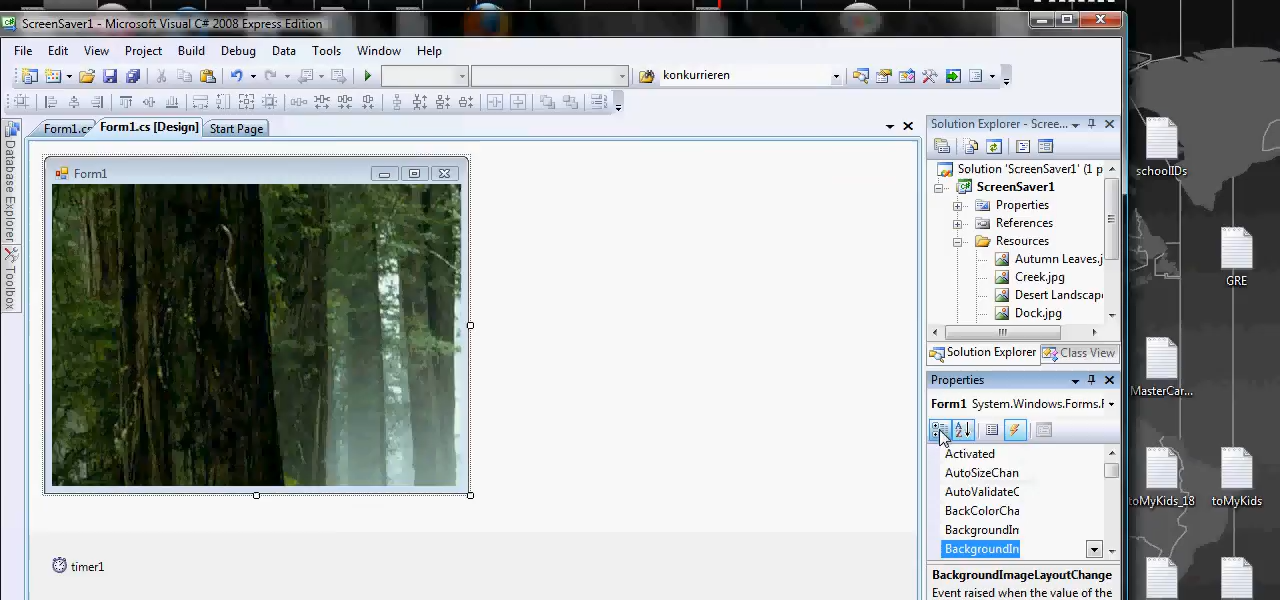 ScreenSaver1 - Microsoft Visual C# 2008 Express Edition
File Edit View Project Build Debug Data Tools Window Help
konkurrieren
Form1.cs Form1.cs [Design] Start Page
Database Explorer
Toolbox
Form1
timer1
Solution Explorer - Scree...
Solution 'ScreenSaver1' (1 p
ScreenSaver1
Properties
References
Resources
Autumn Leaves.j
Creek.jpg
Desert Landscape
Dock.jpg
Solution Explorer Class View
Properties
Form1 System.Windows.Forms.F
Activated
AutoSizeChan
AutoValidateC
BackColorCha
BackgroundIn
BackgroundIn
BackgroundImageLayoutChange
Event raised when the value of the
schoolIDs
GRE
MasterCar...
toMyKids_18
toMyKids